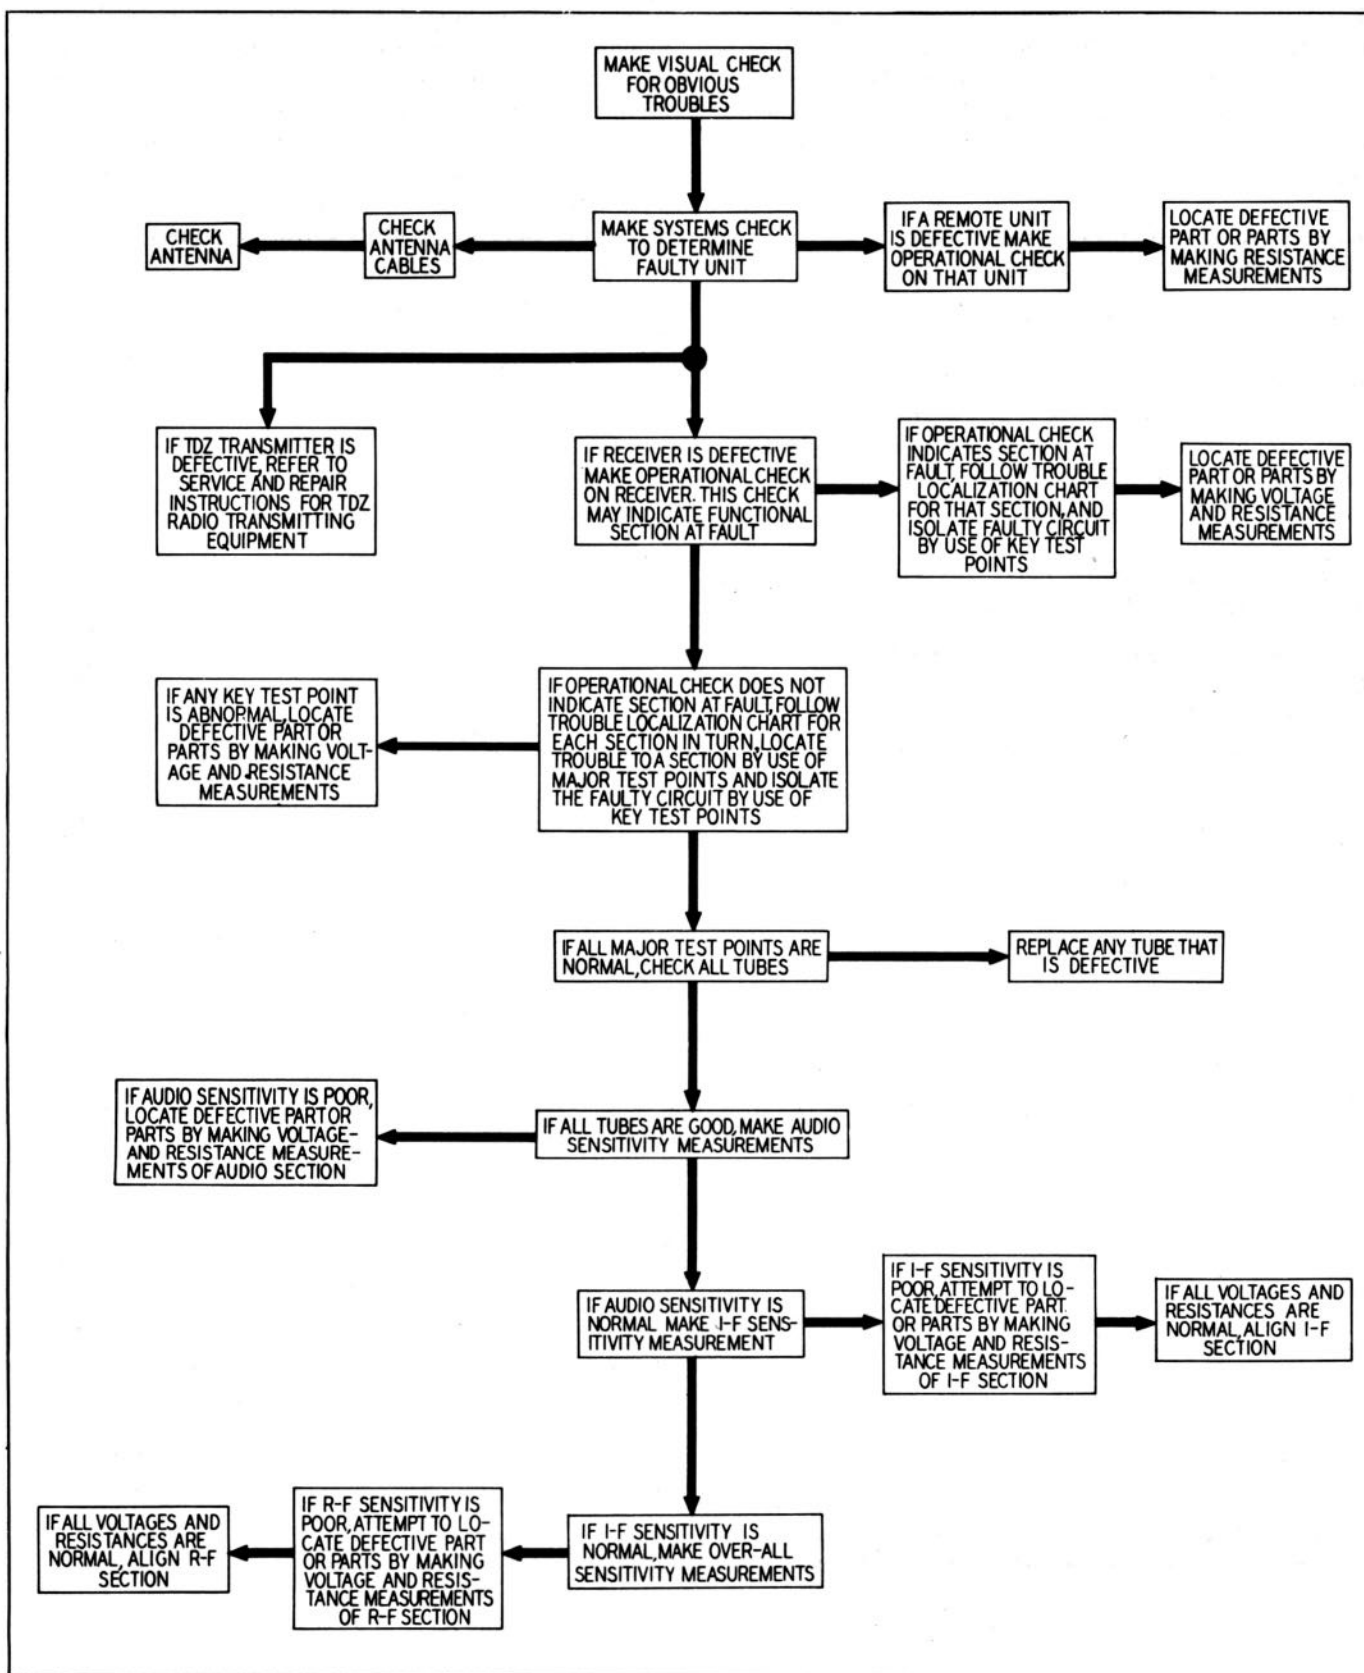 MAKE VISUAL CHECK
FOR OBVIOUS
TROUBLES
CHECK
ANTENNA
CHECK
ANTENNA
CABLES
MAKE SYSTEMS CHECK
TO DETERMINE
FAULTY UNIT
IF A REMOTE UNIT
IS DEFECTIVE MAKE
OPERATIONAL CHECK
ON THAT UNIT
LOCATE DEFECTIVE
PART OR PARTS BY
MAKING RESISTANCE
MEASUREMENTS
IF TDZ TRANSMITTER IS
DEFECTIVE, REFER TO
SERVICE AND REPAIR
INSTRUCTIONS FOR TDZ
RADIO TRANSMITTING
EQUIPMENT
IF RECEIVER IS DEFECTIVE
MAKE OPERATIONAL CHECK
ON RECEIVER. THIS CHECK
MAY INDICATE FUNCTIONAL
SECTION AT FAULT
IF OPERATIONAL CHECK
INDICATES SECTION AT
FAULT, FOLLOW TROUBLE
LOCALIZATION CHART
FOR THAT SECTION, AND
ISOLATE FAULTY CIRCUIT
BY USE OF KEY TEST
POINTS
LOCATE DEFECTIVE
PART OR PARTS BY
MAKING VOLTAGE
AND RESISTANCE
MEASUREMENTS
IF ANY KEY TEST POINT
IS ABNORMAL, LOCATE
DEFECTIVE PART OR
PARTS BY MAKING VOLT-
AGE AND RESISTANCE
MEASUREMENTS
IF OPERATIONAL CHECK DOES NOT
INDICATE SECTION AT FAULT, FOLLOW
TROUBLE LOCALIZATION CHART FOR
EACH SECTION IN TURN, LOCATE
TROUBLE TO A SECTION BY USE OF
MAJOR TEST POINTS AND ISOLATE
THE FAULTY CIRCUIT BY USE OF
KEY TEST POINTS
IF ALL MAJOR TEST POINTS ARE
NORMAL, CHECK ALL TUBES
REPLACE ANY TUBE THAT
IS DEFECTIVE
IF AUDIO SENSITIVITY IS POOR,
LOCATE DEFECTIVE PART OR
PARTS BY MAKING VOLTAGE-
AND RESISTANCE MEASURE-
MENTS OF AUDIO SECTION
IF ALL TUBES ARE GOOD, MAKE AUDIO
SENSITIVITY MEASUREMENTS
IF AUDIO SENSITIVITY IS
NORMAL MAKE I-F SENS-
ITIVITY MEASUREMENT
IF I-F SENSITIVITY IS
POOR, ATTEMPT TO LO-
CATE DEFECTIVE PART
OR PARTS BY MAKING
VOLTAGE AND RESIS-
TANCE MEASUREMENTS
OF I-F SECTION
IF ALL VOLTAGES AND
RESISTANCES ARE
NORMAL, ALIGN I-F
SECTION
IF ALL VOLTAGES AND
RESISTANCES ARE
NORMAL, ALIGN R-F
SECTION
IF R-F SENSITIVITY IS
POOR, ATTEMPT TO LO-
CATE DEFECTIVE PART
OR PARTS BY MAKING
VOLTAGE AND RESIS-
TANCE MEASUREMENTS
OF R-F SECTION
IF I-F SENSITIVITY IS
NORMAL, MAKE OVER-ALL
SENSITIVITY MEASUREMENTS